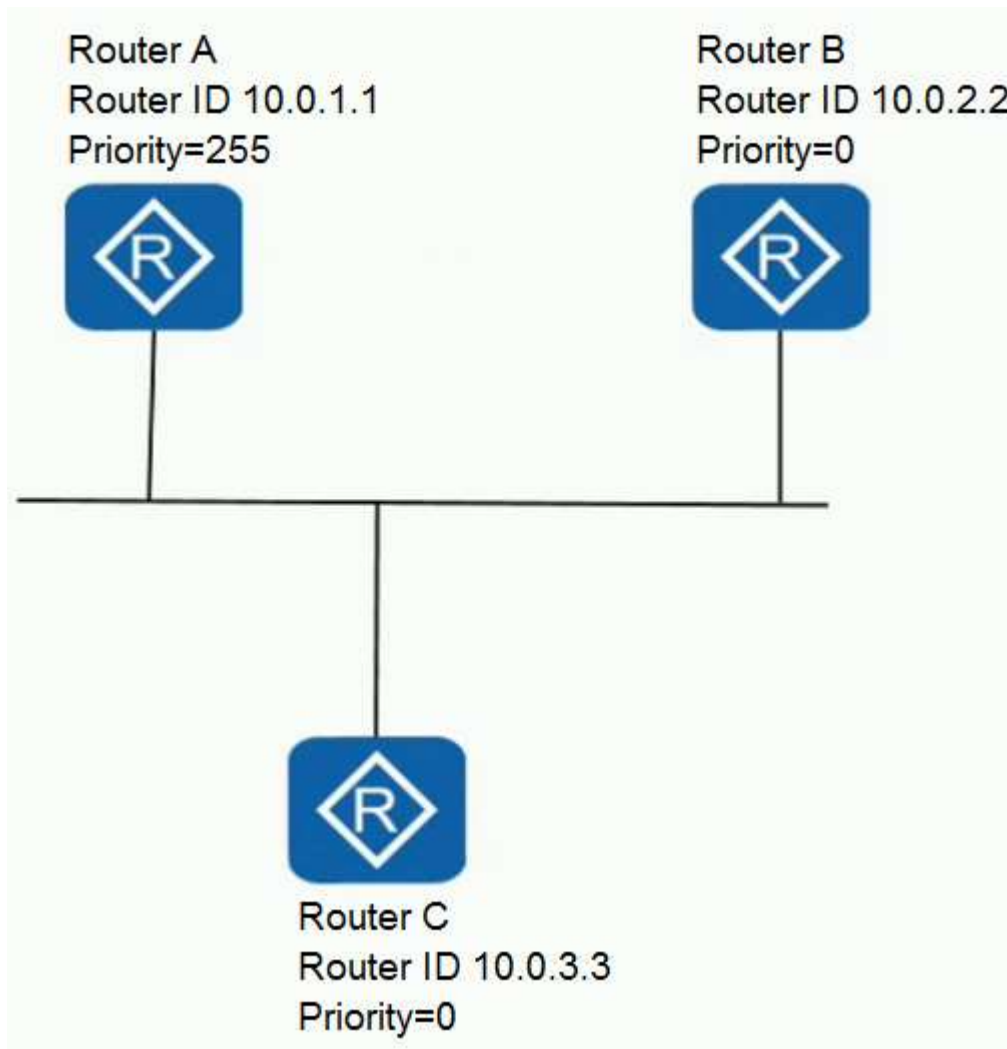 Router A
Router ID 10.0.1.1
Priority=255
Router B
Router ID 10.0.2.2
Priority=0
R
R
R
Router C
Router ID 10.0.3.3
Priority=0